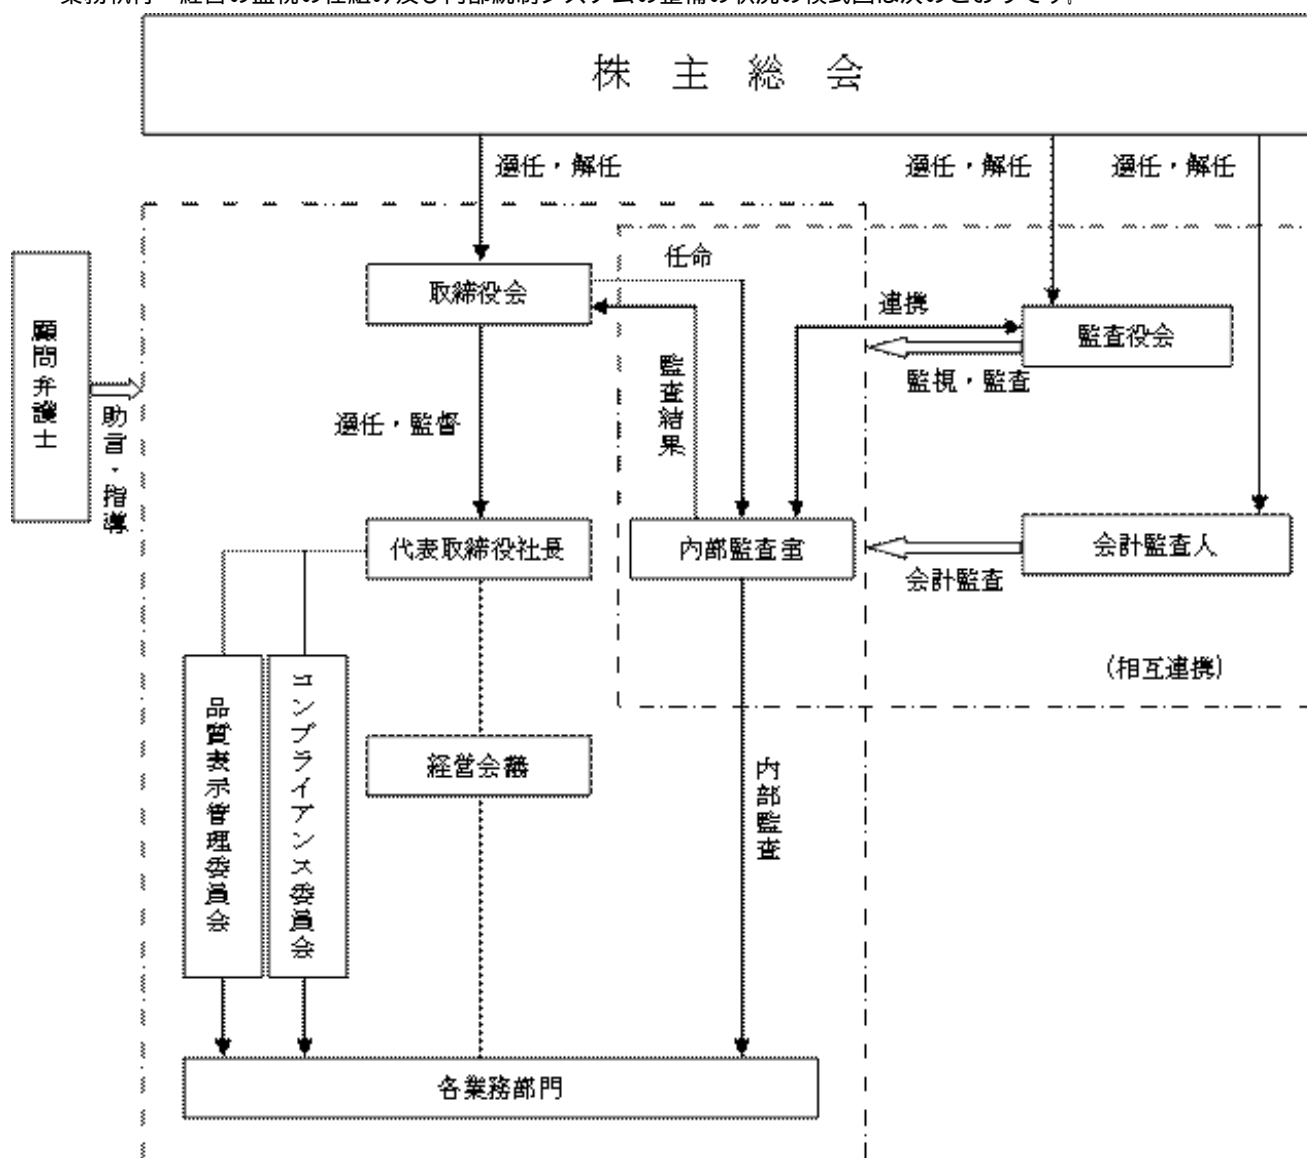 株主総会
選任・解任
選任・解任
選任・解任
任命
取締役会
連携
監査役会
監視・監査
顧問弁護士
助言・指導
監査結果
選任・監督
代表取締役社長
内部監査室
会計監査人
会計監査
(相互連携)
品質表示管理委員会
コンプライアンス委員会
経営会議
内部監査
各業務部門